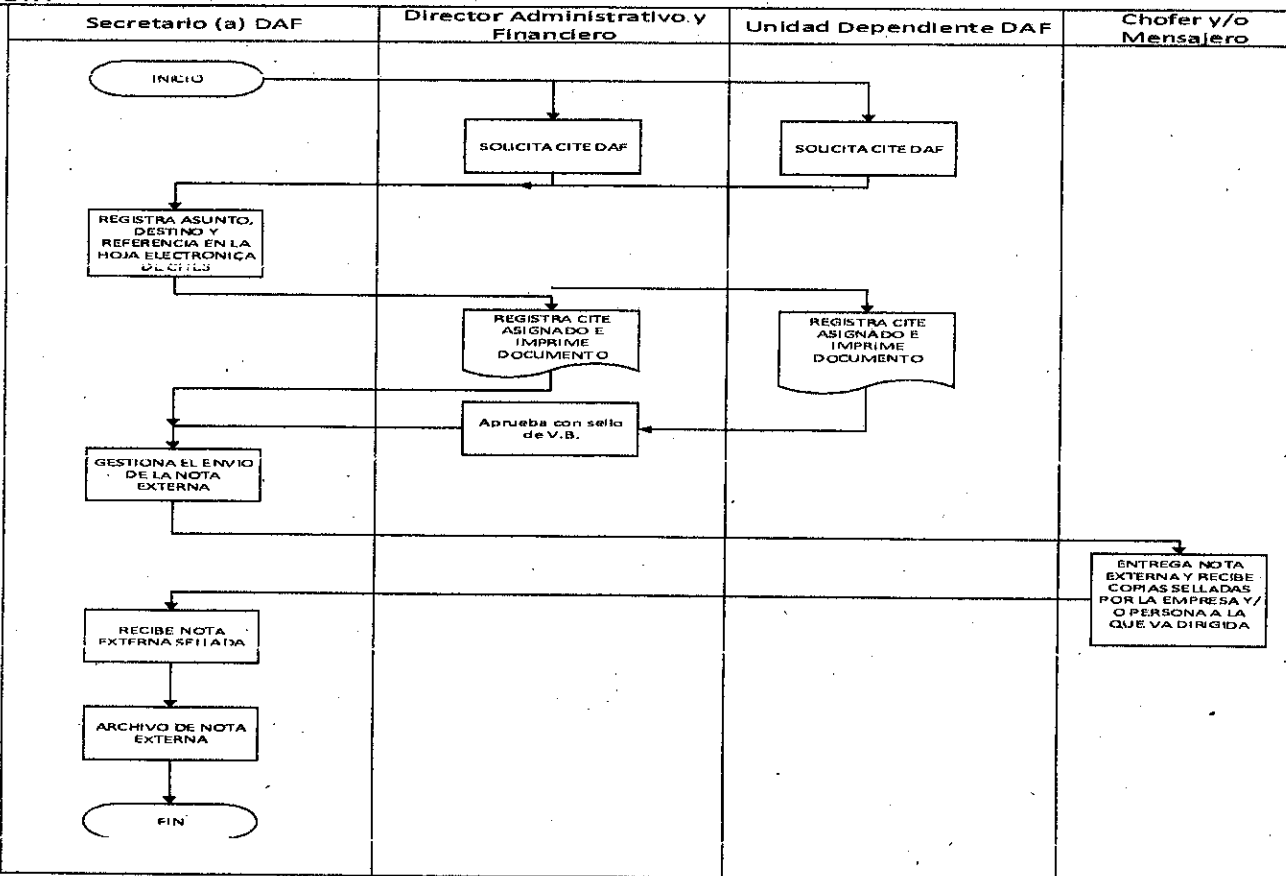 Secretario (a) DAF
Director Administrativo y
Financiero
Unidad Dependiente DAF
Chofer y/o
Mensajero
INICIO
SOLICITA CITE DAF
SOLICITA CITE DAF
REGISTRA ASUNTO,
DESTINO Y
REFERENCIA EN LA
HOJA ELECTRONICA
DE CITES
REGISTRA CITE
ASIGNADO E
IMPRIME
DOCUMENTO
REGISTRA CITE
ASIGNADO E
IMPRIME
DOCUMENTO
Aprueba con sello
de V.B.
GESTIONA EL ENVIO
DE LA NOTA
EXTERNA
ENTREGA NOTA
EXTERNA Y RECIBE
COPIAS SELLADAS
POR LA EMPRESA Y/
O PERSONA A LA
QUE VA DIRIGIDA
RECIBE NOTA
EXTERNA SELLADA
ARCHIVO DE NOTA
EXTERNA
FIN